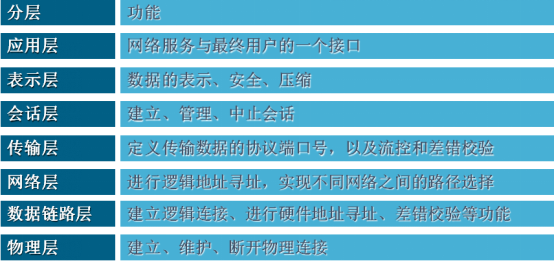 分层 功能
应用层 网络服务与最终用户的一个接口
表示层 数据的表示、安全、压缩
会话层 建立、管理、中止会话
传输层 定义传输数据的协议端口号，以及流控和差错校验
网络层 进行逻辑地址寻址，实现不同网络之间的路径选择
数据链路层 建立逻辑连接、进行硬件地址寻址、差错校验等功能
物理层 建立、维护、断开物理连接